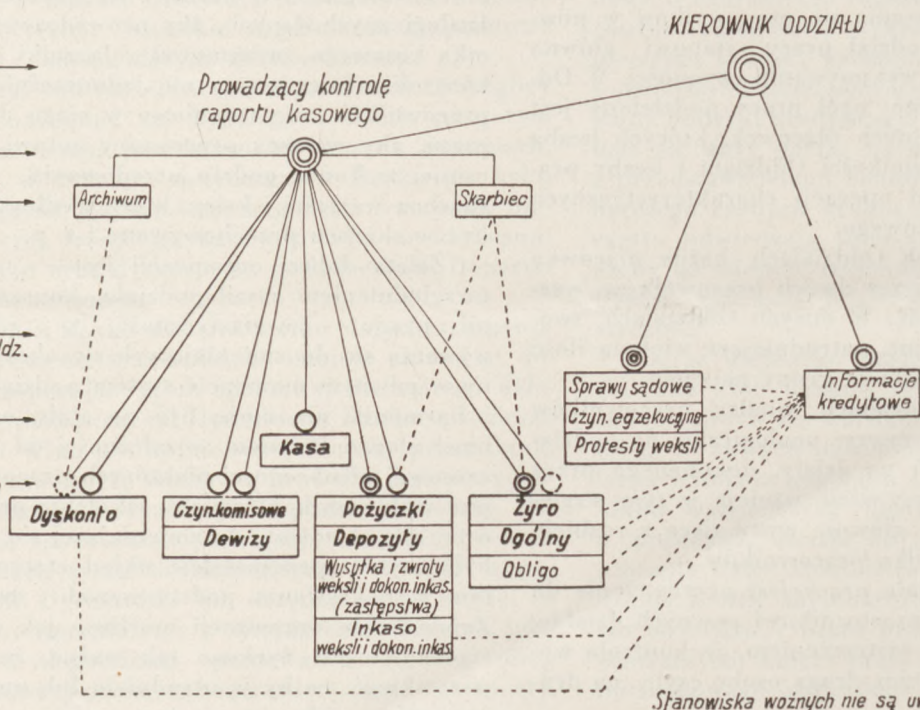 KIEROWNIK ODDZIAŁU
Prowadzący kontrolę
raportu kasowego
Archiwum
Skarbiec
dz.
Sprawy sądowe
Czyn. egzekucyjne
Protesty weksli
Informacje
kredytowe
Kasa
Dyskonto
Czyn.komisowe
Dewizy
Pożyczki
Depozyty
Wysyłka i zwroty
weksli i dokon.inkas.
(zastępstwa)
Inkaso
weksli i dokon.inkas.
Żyro
Ogólny
Obligo
Stanowiska woźnych nie są